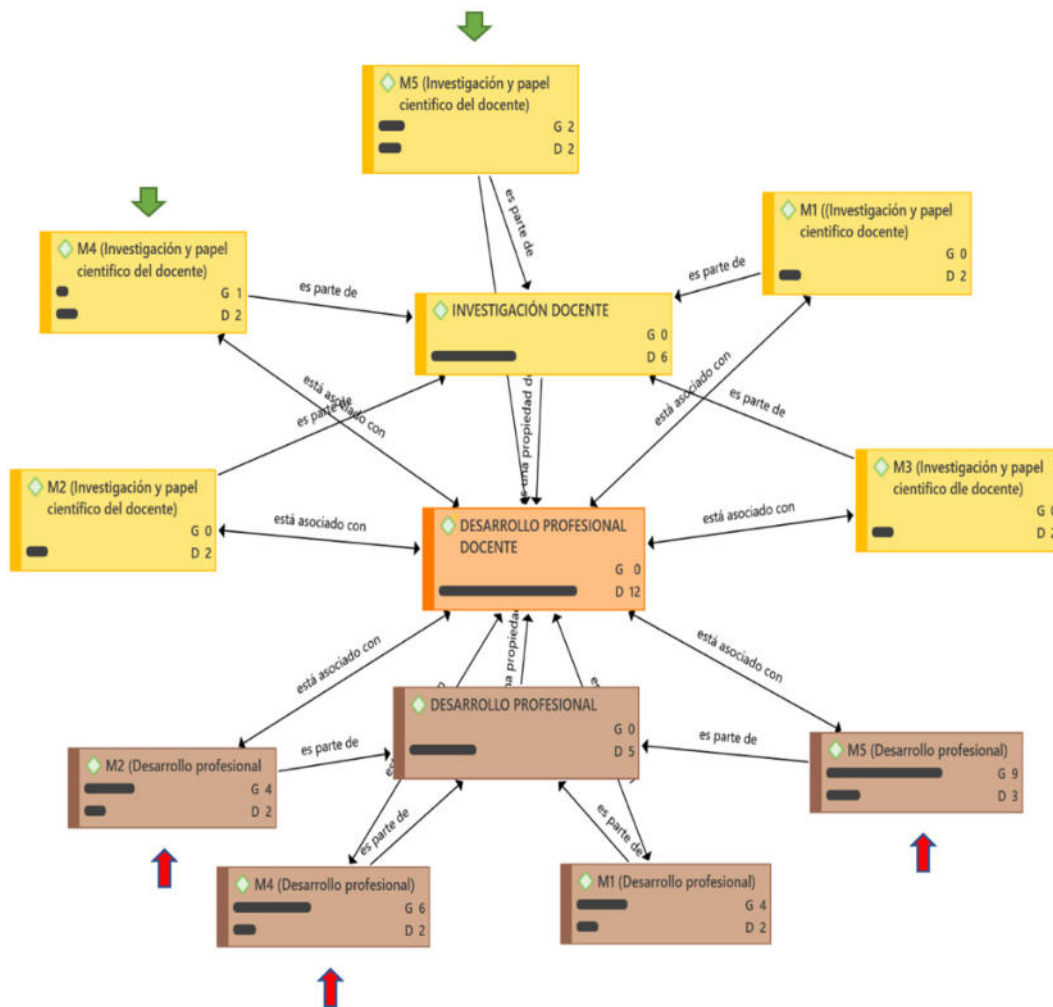 M5 (Investigación y papel
científico del docente)
G 2
D 2
es parte de
M4 (Investigación y papel
científico del docente)
G 1
D 2
es parte de
M1 ((Investigación y papel
científico docente)
G 0
D 2
es parte de
INVESTIGACIÓN DOCENTE
G 0
D 6
está asociado con
es parte de
una propiedad de
está asociado con
es parte de
M2 (Investigación y papel
científico del docente)
G 0
D 2
está asociado con
M3 (Investigación y papel
científico dle docente)
G 0
D 2
está asociado con
DESARROLLO PROFESIONAL
DOCENTE
G 0
D 12
está asociado con
propiedad
está asociado con
DESARROLLO PROFESIONAL
G 0
D 5
es parte de
es parte de
M2 (Desarrollo profesional
G 4
D 2
M5 (Desarrollo profesional)
G 9
D 3
es parte de
es parte de
M4 (Desarrollo profesional)
G 6
D 2
M1 (Desarrollo profesional)
G 4
D 2